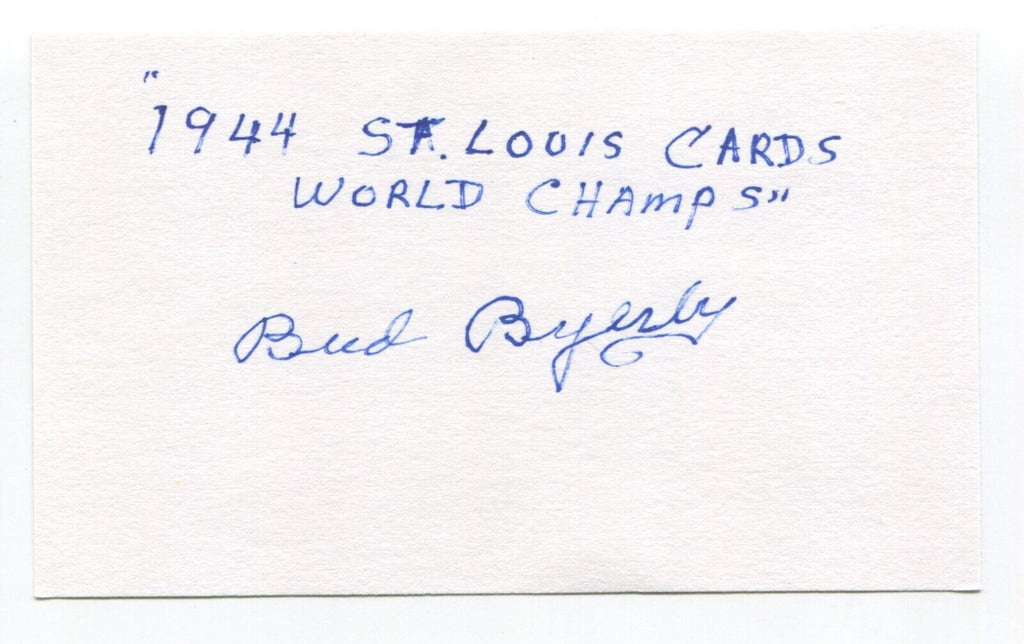 "1944 ST. LOUIS CARDS
WORLD CHAMPS"
Bud Byerly